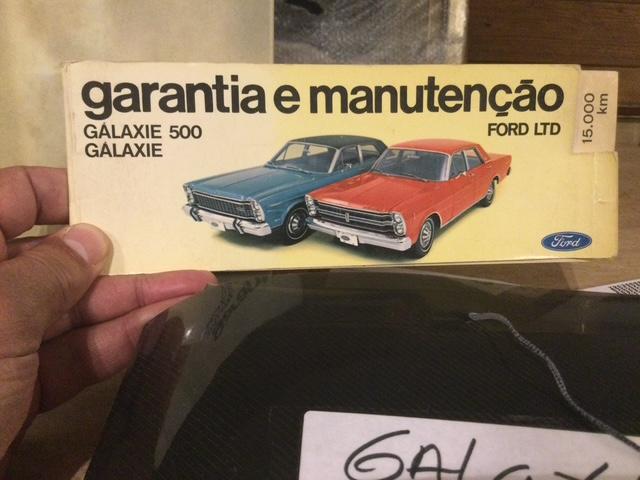 garantia e manutenção
GALAXIE 500
GALAXIE
FORD LTD
15.000
km
Ford